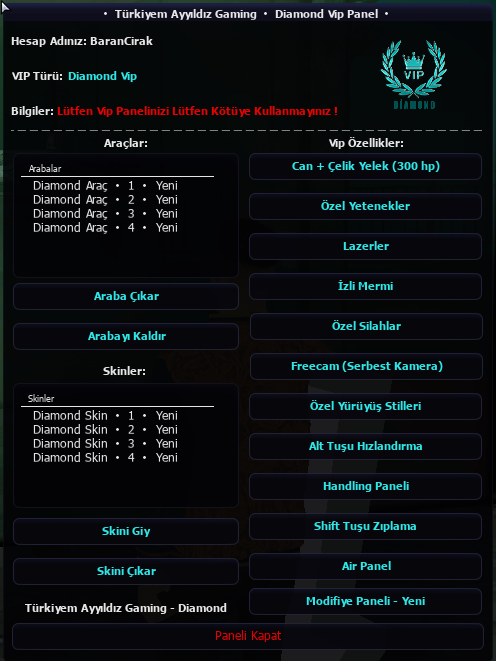 • Türkiyem Ayyıldız Gaming • Diamond Vip Panel •
Hesap Adınız: BaranCirak
VIP Türü: Diamond Vip
Bilgiler: Lütfen Vip Panelinizi Lütfen Kötüye Kullanmayınız !
VIP
DİAMOND
Araçlar:
Arabalar
Diamond Araç • 1 • Yeni
Diamond Araç • 2 • Yeni
Diamond Araç • 3 • Yeni
Diamond Araç • 4 • Yeni
Araba Çıkar
Arabayı Kaldır
Skinler:
Skinler
Diamond Skin • 1 • Yeni
Diamond Skin • 2 • Yeni
Diamond Skin • 3 • Yeni
Diamond Skin • 4 • Yeni
Skini Giy
Skini Çıkar
Türkiyem Ayyıldız Gaming - Diamond
Vip Özellikler:
Can + Çelik Yelek (300 hp)
Özel Yetenekler
Lazerler
İzli Mermi
Özel Silahlar
Freecam (Serbest Kamera)
Özel Yürüyüş Stilleri
Alt Tuşu Hızlandırma
Handling Paneli
Shift Tuşu Zıplama
Air Panel
Modifiye Paneli - Yeni
Paneli Kapat